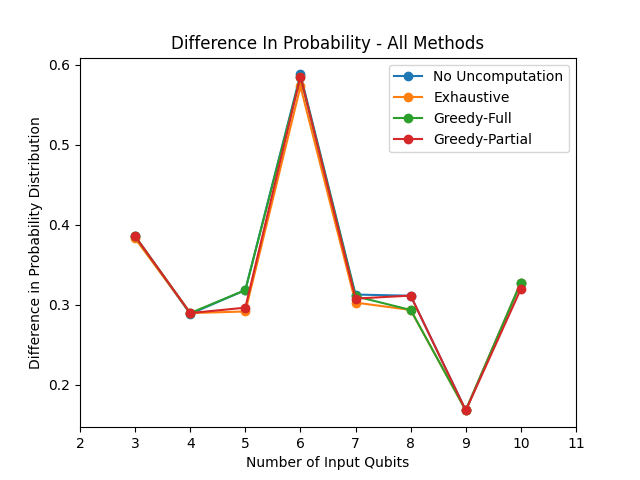 Difference In Probability - All Methods
No Uncomputation
Exhaustive
Greedy-Full
Greedy-Partial
Difference in Probability Distribution
0.6
0.5
0.4
0.3
0.2
2 3 4 5 6 7 8 9 10 11
Number of Input Qubits